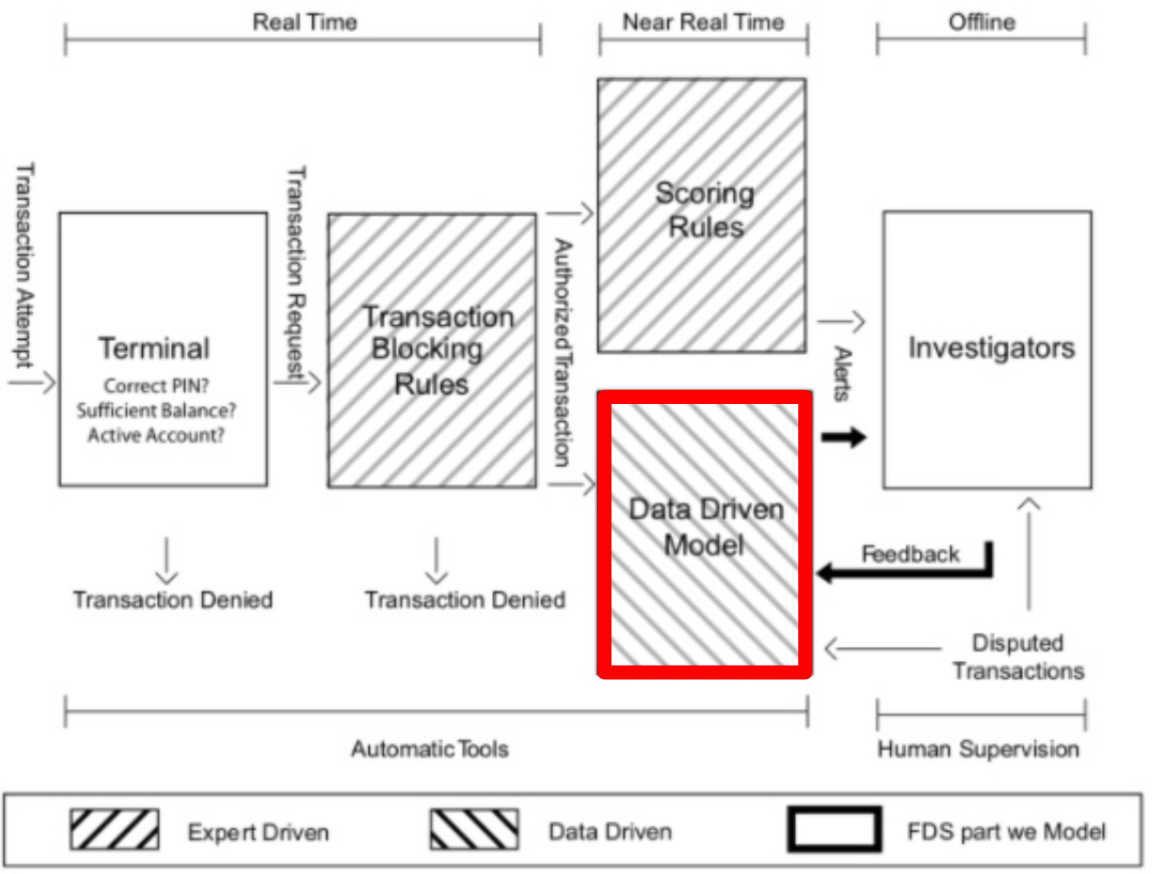 Real Time
Near Real Time
Offline
Transaction Attempt
Transaction Request
Authorized Transaction
Scoring
Rules
Terminal
Correct PIN?
Sufficient Balance?
Active Account?
Transaction
Blocking
Rules
Alerts
Investigators
Data Driven
Model
Feedback
Transaction Denied
Transaction Denied
Disputed
Transactions
Automatic Tools
Human Supervision
Expert Driven
Data Driven
FDS part we Model